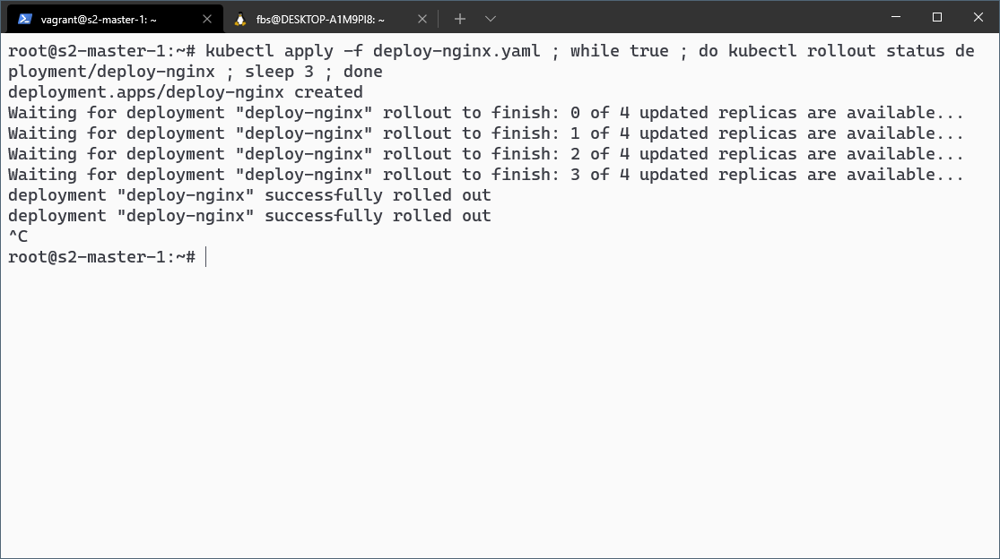 vagrant@s2-master-1: ~
fbs@DESKTOP-A1M9PI8: ~
root@s2-master-1:~# kubectl apply -f deploy-nginx.yaml ; while true ; do kubectl rollout status de
ployment/deploy-nginx ; sleep 3 ; done
deployment.apps/deploy-nginx created
Waiting for deployment "deploy-nginx" rollout to finish: 0 of 4 updated replicas are available...
Waiting for deployment "deploy-nginx" rollout to finish: 1 of 4 updated replicas are available...
Waiting for deployment "deploy-nginx" rollout to finish: 2 of 4 updated replicas are available...
Waiting for deployment "deploy-nginx" rollout to finish: 3 of 4 updated replicas are available...
deployment "deploy-nginx" successfully rolled out
deployment "deploy-nginx" successfully rolled out
^C
root@s2-master-1:~#